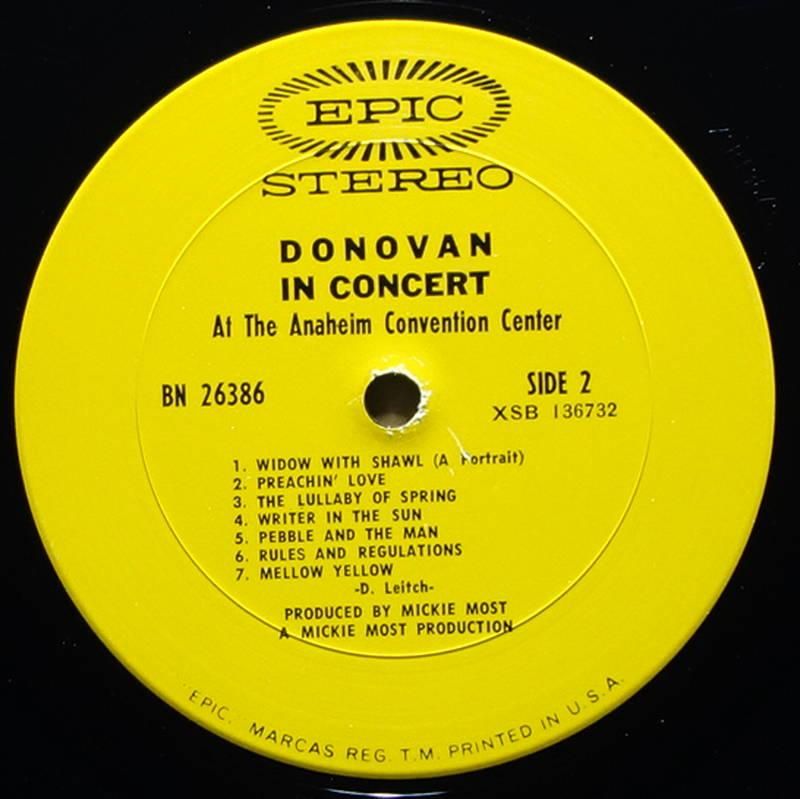 EPIC
STEREO
DONOVAN
IN CONCERT
At The Anaheim Convention Center
BN 26386
SIDE 2
XSB 136732
1. WIDOW WITH SHAWL (A Portrait)
2. PREACHIN' LOVE
3. THE LULLABY OF SPRING
4. WRITER IN THE SUN
5. PEBBLE AND THE MAN
6. RULES AND REGULATIONS
7. MELLOW YELLOW
-D. Leitch-
PRODUCED BY MICKIE MOST
A MICKIE MOST PRODUCTION
"EPIC," MARCAS REG. T.M. PRINTED IN U.S.A.